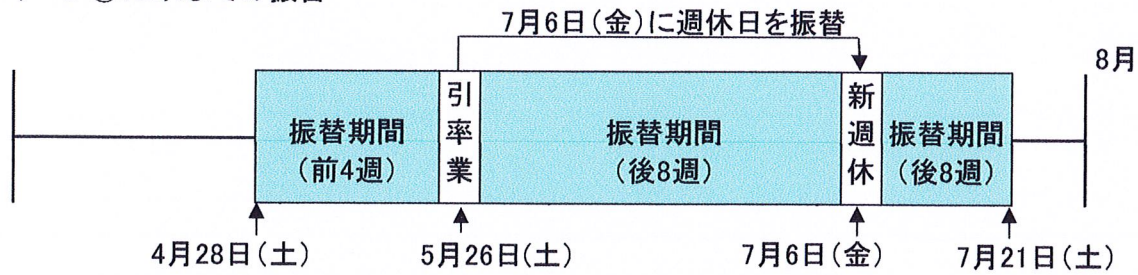 振替
7月6日(金)に週休日を振替
8月
引率業
新週休
振替期間
(前4週)
振替期間
(後8週)
振替期間
(後8週)
4月28日(土)
5月26日(土)
7月6日(金)
7月21日(土)